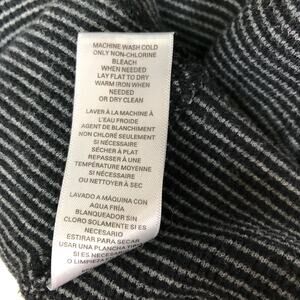 MACHINE WASH COLD
ONLY NON-CHLORINE
BLEACH
WHEN NEEDED
LAY FLAT TO DRY
WARM IRON WHEN
NEEDED
OR DRY CLEAN
LAVER À LA MACHINE À
L'EAU FROIDE
AGENT DE BLANCHIMENT
NON CHLORÉ SEULEMENT
SI NÉCESSAIRE
SÉCHER À PLAT
REPASSER À UNE
TEMPÉRATURE MOYENNE
SI NÉCESSAIRE
OU NETTOYER À SEC
LAVADO A MÁQUINA CON
AGUA FRÍA
BLANQUEADOR SIN
CLORO SOLAMENTE SI ES
NECESARIO
ESTIRAR PARA SECAR
USAR UNA PLANCHA
SI ES NECE
O LIMPIEZA